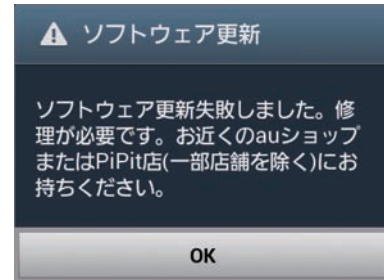 ソフトウェア更新
ソフトウェア更新失敗しました。修
理が必要です。お近くのauショップ
またはPiPit店(一部店舗を除く)にお
持ちください。
OK